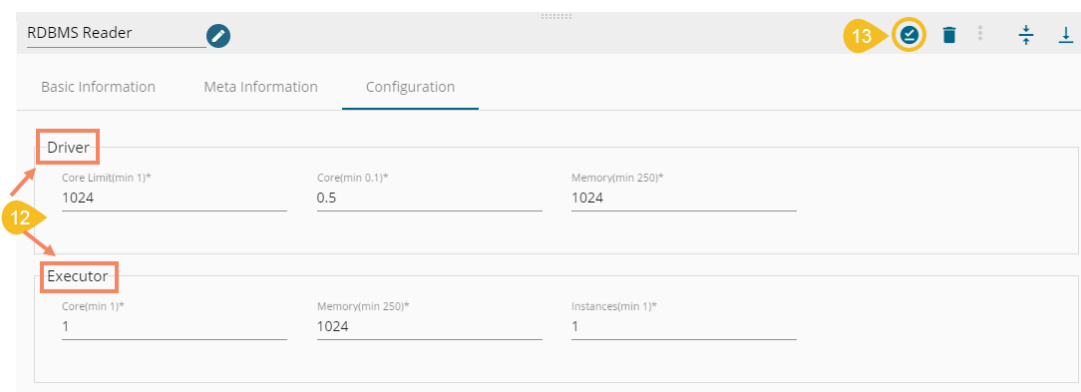 RDBMS Reader
13
Basic Information Meta Information Configuration
Driver
Core Limit(min 1)* Core(min 0.1)* Memory(min 250)*
1024 0.5 1024
12
Executor
Core(min 1)* Memory(min 250)* Instances(min 1)*
1 1024 1